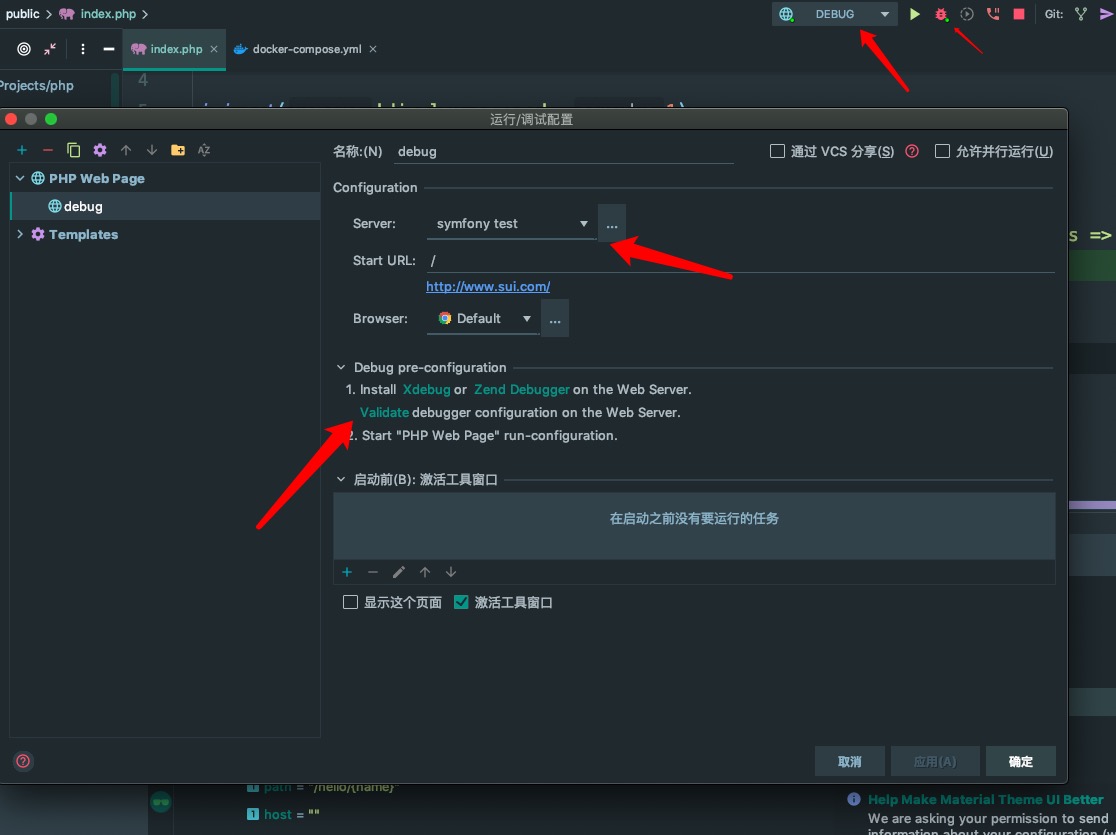 public index.php
DEBUG Git:
index.php docker-compose.yml
Projects/php
4
运行/调试配置
名称:(N) debug 通过 VCS 分享(S) 允许并行运行(U)
PHP Web Page
debug
Templates
Configuration
Server: symfony test ...
s =>
Start URL: /
http://www.sui.com/
Browser: Default ...
Debug pre-configuration
1. Install Xdebug or Zend Debugger on the Web Server.
Validate debugger configuration on the Web Server.
2. Start "PHP Web Page" run-configuration.
启动前(B): 激活工具窗口
在启动之前没有要运行的任务
显示这个页面 激活工具窗口
取消 应用(A) 确定
path = "/hello/{name}"
host = ""
Help Make Material Theme UI Better
We are asking your permission to send
information about your configuration